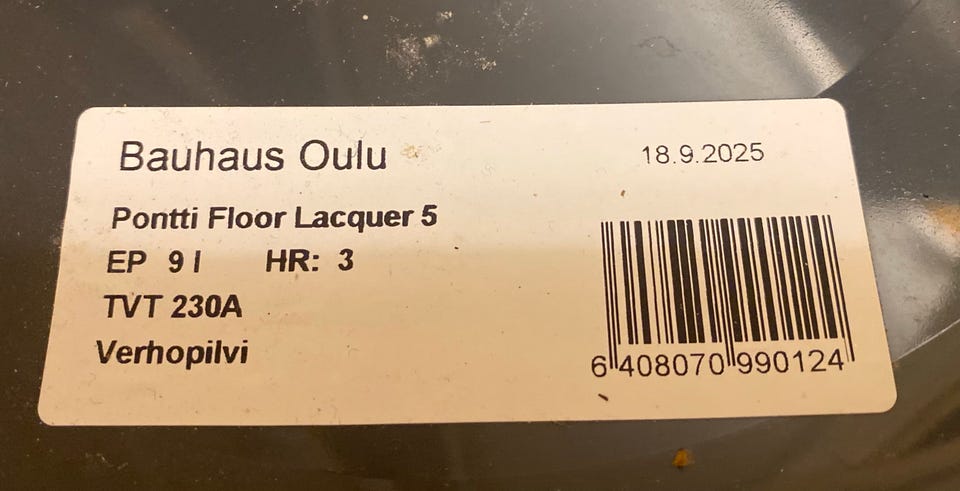 Bauhaus Oulu 18.9.2025
Pontti Floor Lacquer 5
EP 9 l HR: 3
TVT 230A
Verhopilvi
6 408070 990124